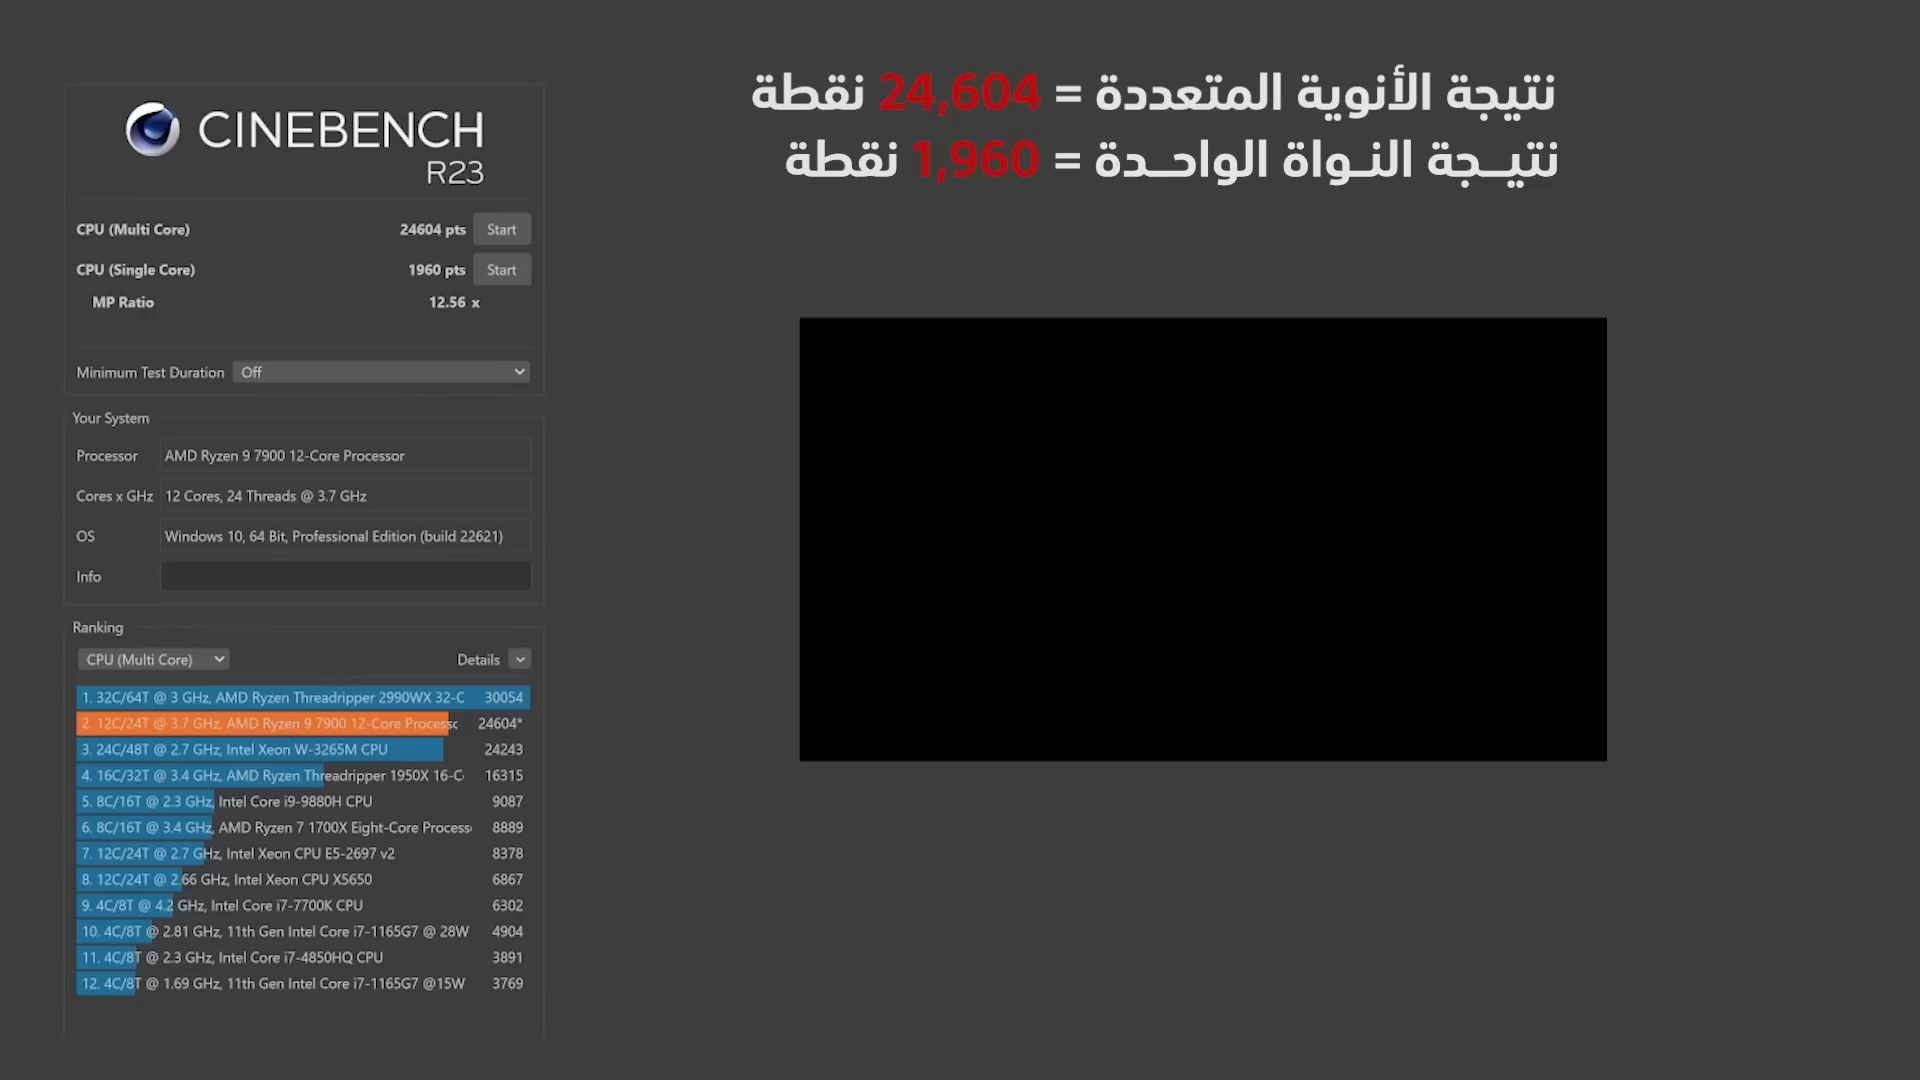 نتيجة الأنوية المتعددة = 24,604 نقطة
نتيـــجة النـواة الواحـــدة = 1,960 نقطة
CINEBENCH
R23
CPU (Multi Core) 24604 pts Start
CPU (Single Core) 1960 pts Start
MP Ratio 12.56 x
Minimum Test Duration Off
Your System
Processor AMD Ryzen 9 7900 12-Core Processor
Cores x GHz 12 Cores, 24 Threads @ 3.7 GHz
OS Windows 10, 64 Bit, Professional Edition (build 22621)
Info
Ranking
CPU (Multi Core) Details
1. 32C/64T @ 3 GHz, AMD Ryzen Threadripper 2990WX 32-C 30054
2. 12C/24T @ 3.7 GHz, AMD Ryzen 9 7900 12-Core Processo 24604*
3. 24C/48T @ 2.7 GHz, Intel Xeon W-3265M CPU 24243
4. 16C/32T @ 3.4 GHz, AMD Ryzen Threadripper 1950X 16-C 16315
5. 8C/16T @ 2.3 GHz, Intel Core i9-9880H CPU 9087
6. 8C/16T @ 3.4 GHz, AMD Ryzen 7 1700X Eight-Core Process 8889
7. 12C/24T @ 2.7 GHz, Intel Xeon CPU E5-2697 v2 8378
8. 12C/24T @ 2.66 GHz, Intel Xeon CPU X5650 6867
9. 4C/8T @ 4.2 GHz, Intel Core i7-7700K CPU 6302
10. 4C/8T @ 2.81 GHz, 11th Gen Intel Core i7-1165G7 @ 28W 4904
11. 4C/8T @ 2.3 GHz, Intel Core i7-4850HQ CPU 3891
12. 4C/8T @ 1.69 GHz, 11th Gen Intel Core i7-1165G7 @15W 3769